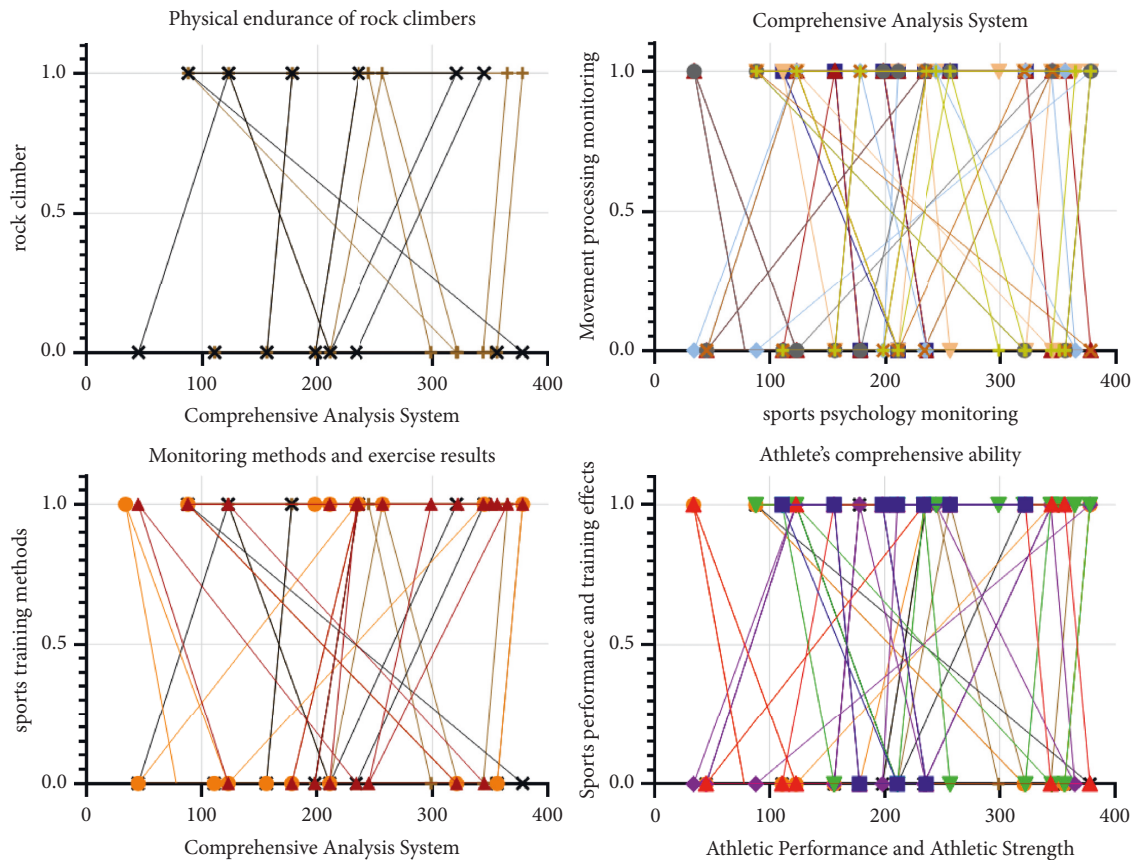 Physical endurance of rock climbers
1.0
0.5
0.0
rock climber
0
100
200
300
400
Comprehensive Analysis System
Comprehensive Analysis System
1.0
0.5
0.0
Movement processing monitoring
0
100
200
300
400
sports psychology monitoring
Monitoring methods and exercise results
1.0
0.5
0.0
sports training methods
0
100
200
300
400
Comprehensive Analysis System
Athlete's comprehensive ability
1.0
0.5
0.0
Sports performance and training effects
0
100
200
300
400
Athletic Performance and Athletic Strength